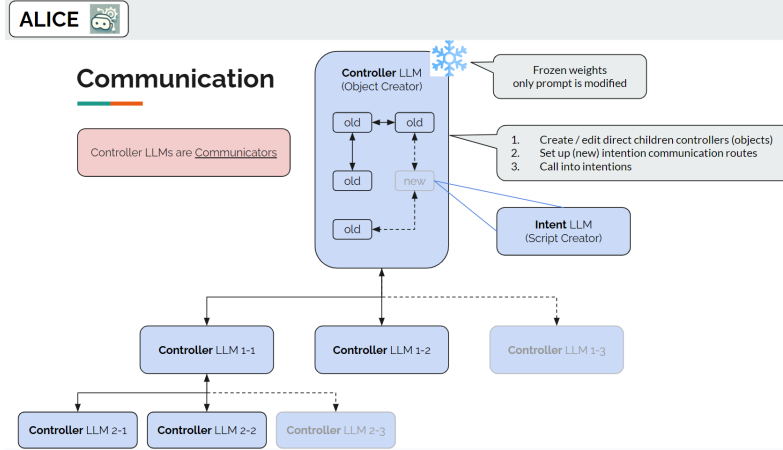 ALICE
Communication
Controller LLMs are Communicators
Controller LLM
(Object Creator)
old
old
old
new
old
Frozen weights
only prompt is modified
1. Create / edit direct children controllers (objects)
2. Set up (new) intention communication routes
3. Call into intentions
Intent LLM
(Script Creator)
Controller LLM 1-1
Controller LLM 1-2
Controller LLM 1-3
Controller LLM 2-1
Controller LLM 2-2
Controller LLM 2-3